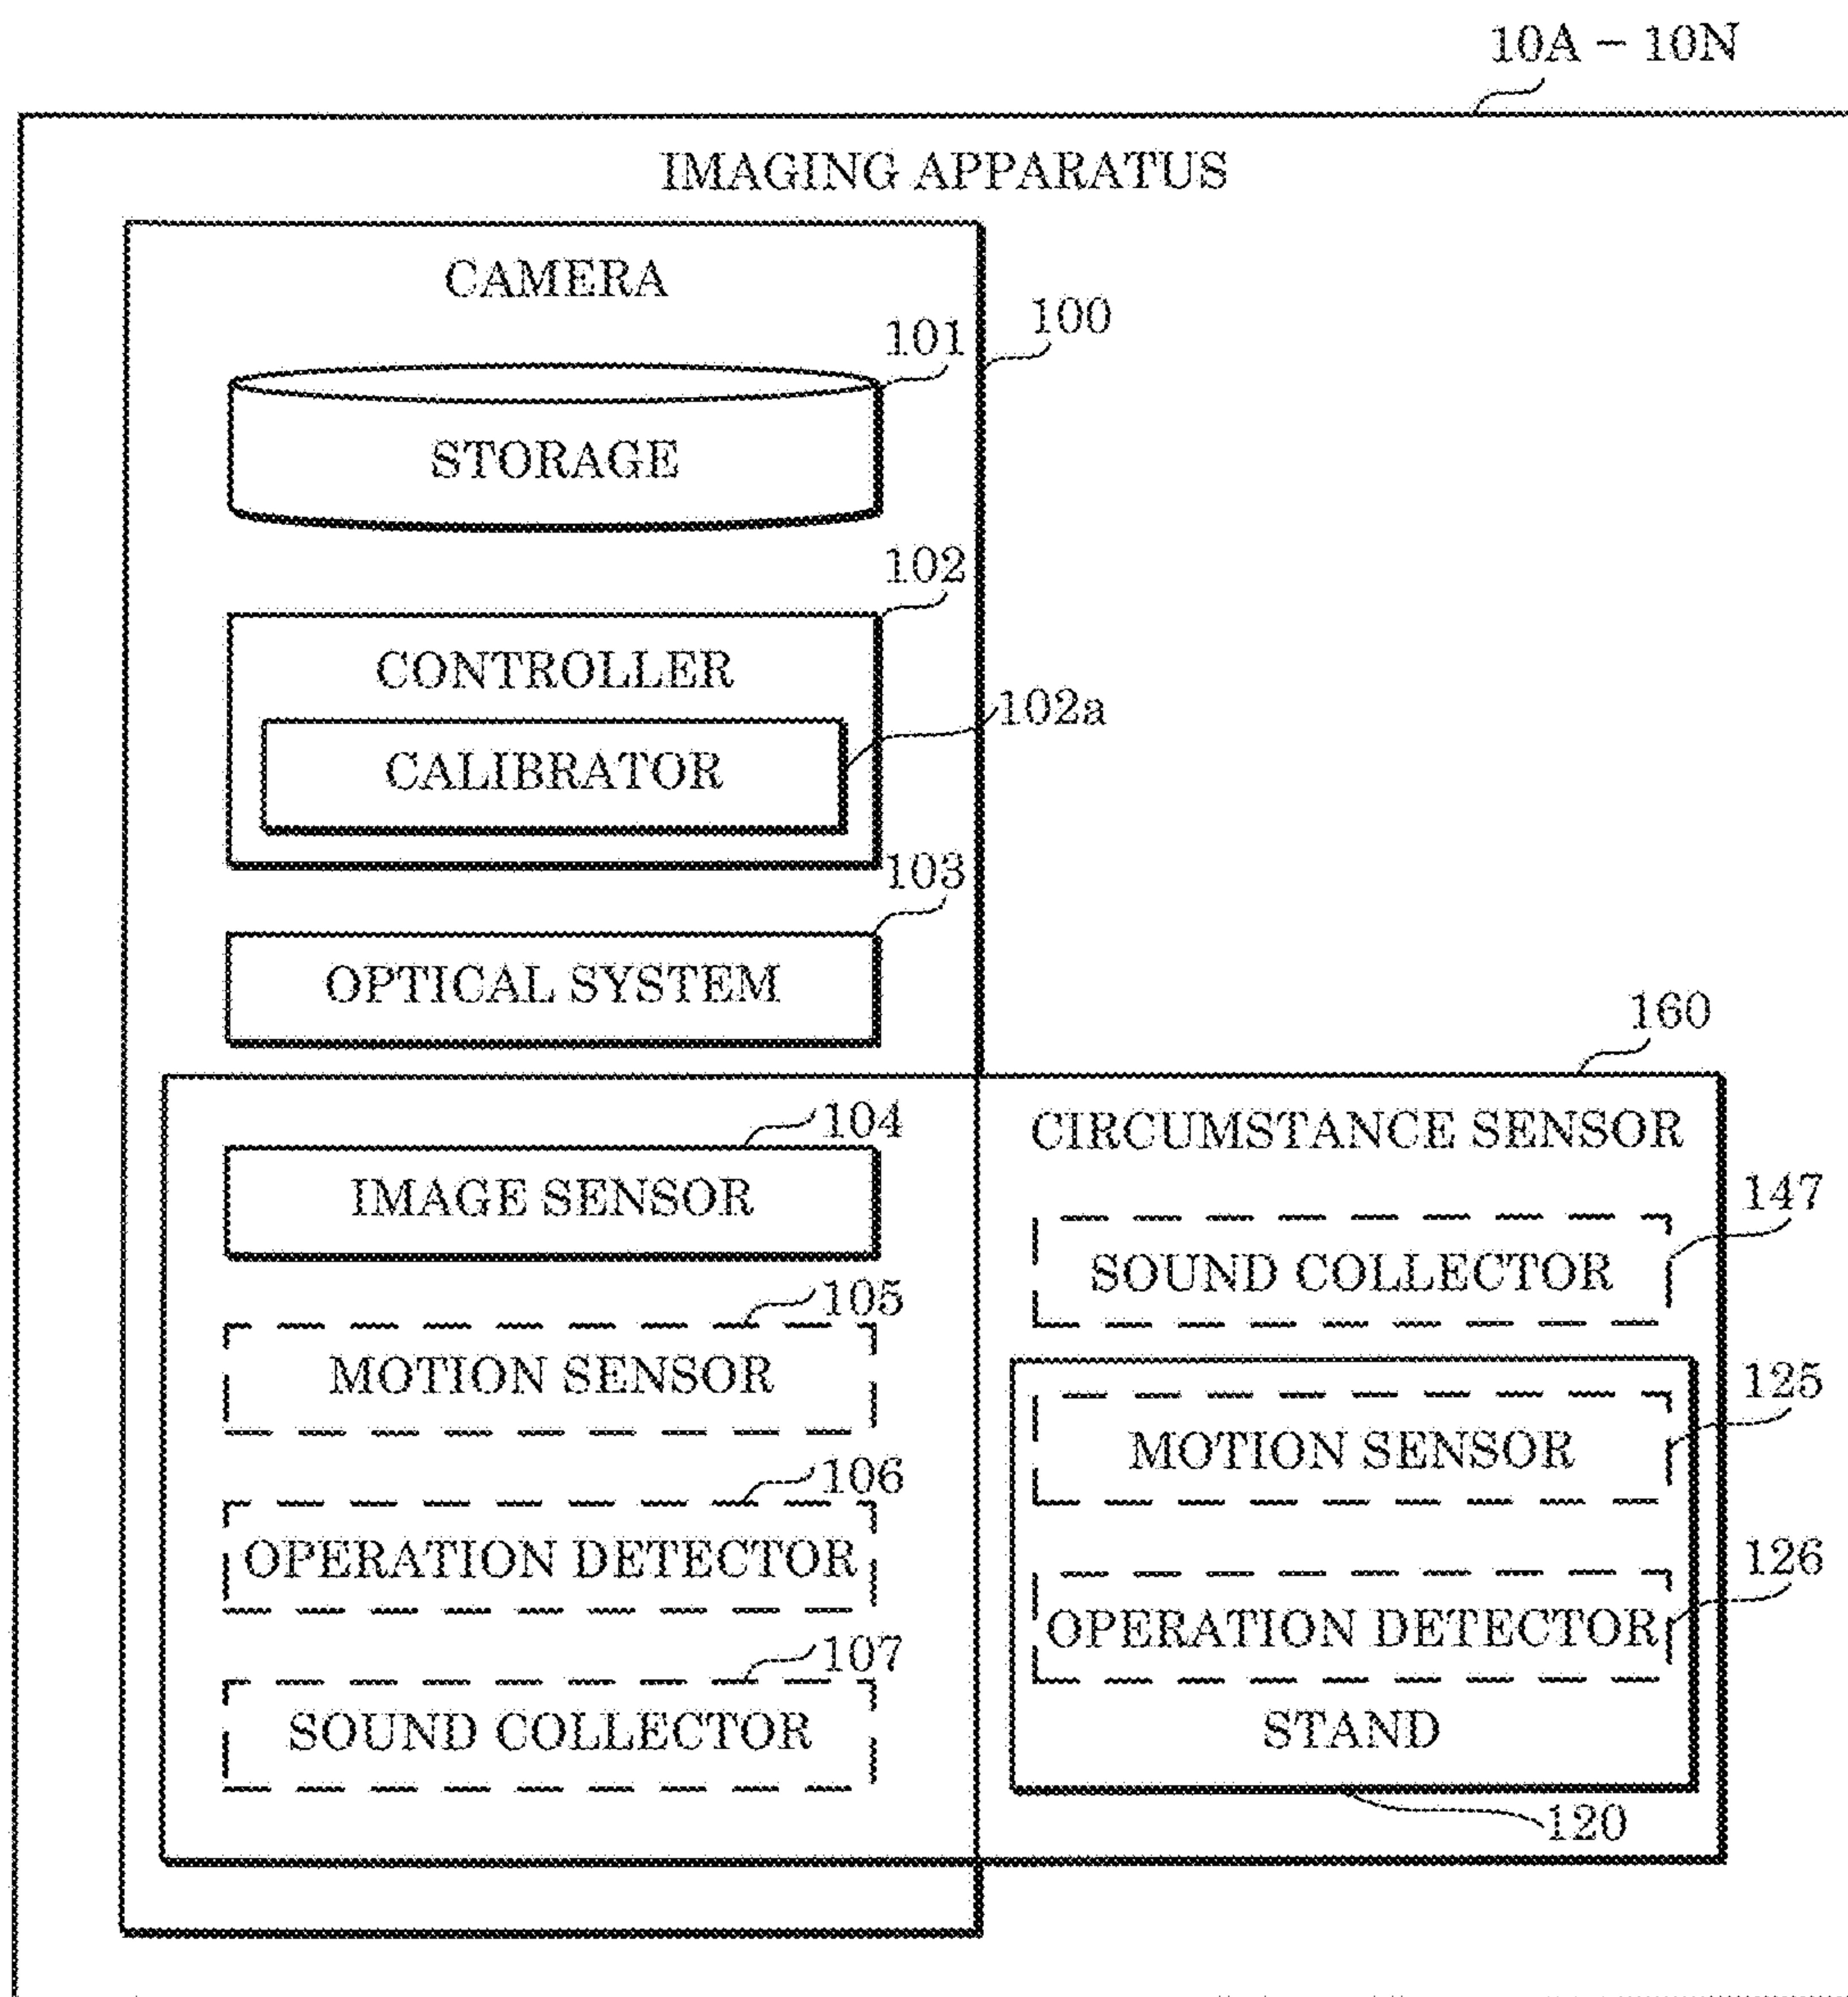 10A – 10N
IMAGING APPARATUS
CAMERA
100
101
STORAGE
102
CONTROLLER
102a
CALIBRATOR
103
OPTICAL SYSTEM
160
CIRCUMSTANCE SENSOR
104
IMAGE SENSOR
147
SOUND COLLECTOR
105
MOTION SENSOR
125
MOTION SENSOR
106
OPERATION DETECTOR
126
OPERATION DETECTOR
107
SOUND COLLECTOR
STAND
120